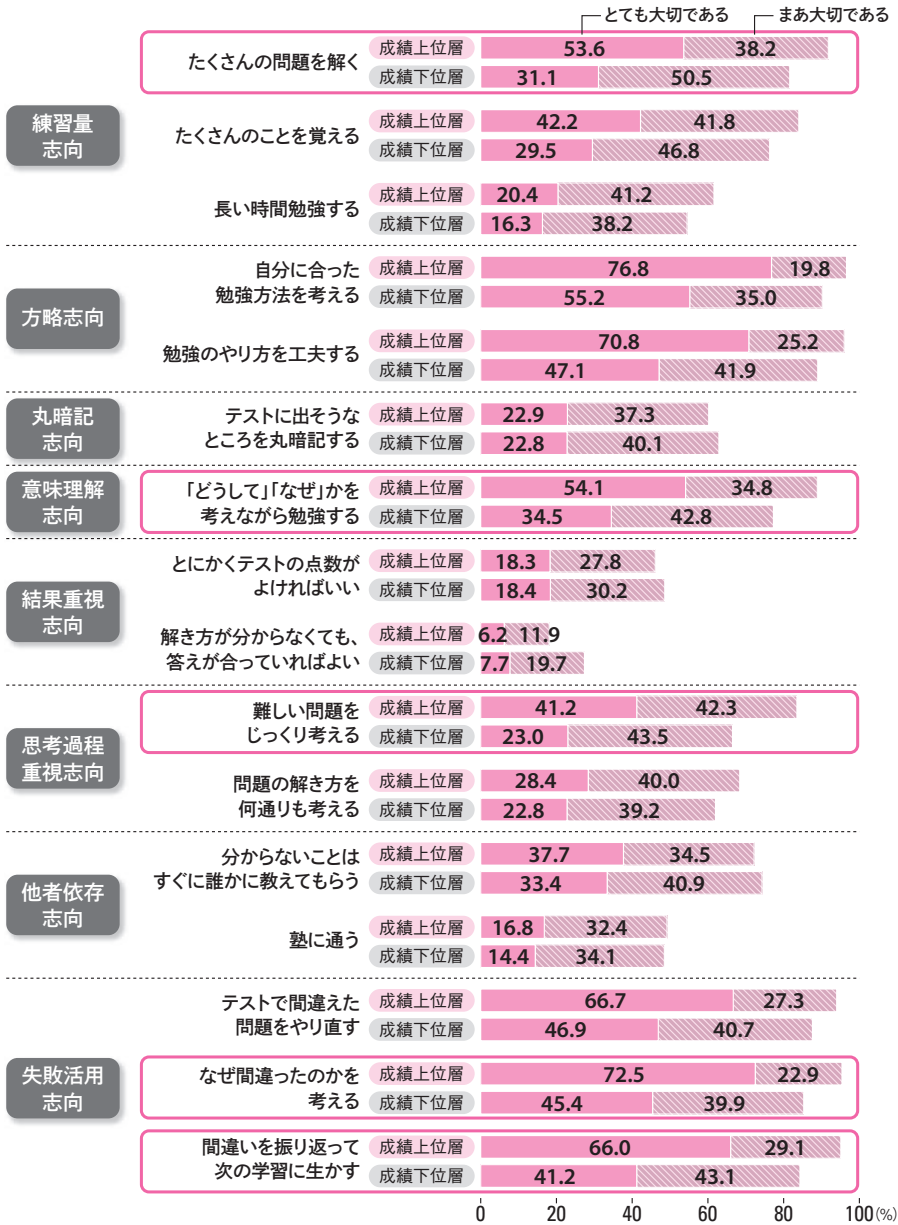 とても大切である まあ大切である
練習量
志向
たくさんの問題を解く
成績上位層 53.6 38.2
成績下位層 31.1 50.5
たくさんのことを覚える
成績上位層 42.2 41.8
成績下位層 29.5 46.8
長い時間勉強する
成績上位層 20.4 41.2
成績下位層 16.3 38.2
方略志向
自分に合った
勉強方法を考える
成績上位層 76.8 19.8
成績下位層 55.2 35.0
勉強のやり方を工夫する
成績上位層 70.8 25.2
成績下位層 47.1 41.9
丸暗記
志向
テストに出そうな
ところを丸暗記する
成績上位層 22.9 37.3
成績下位層 22.8 40.1
意味理解
志向
「どうして」「なぜ」かを
考えながら勉強する
成績上位層 54.1 34.8
成績下位層 34.5 42.8
結果重視
志向
とにかくテストの点数が
よければいい
成績上位層 18.3 27.8
成績下位層 18.4 30.2
解き方が分からなくても、
答えが合っていればよい
成績上位層 6.2 11.9
成績下位層 7.7 19.7
思考過程
重視志向
難しい問題を
じっくり考える
成績上位層 41.2 42.3
成績下位層 23.0 43.5
問題の解き方を
何通りも考える
成績上位層 28.4 40.0
成績下位層 22.8 39.2
他者依存
志向
分からないことは
すぐに誰かに教えてもらう
成績上位層 37.7 34.5
成績下位層 33.4 40.9
塾に通う
成績上位層 16.8 32.4
成績下位層 14.4 34.1
失敗活用
志向
テストで間違えた
問題をやり直す
成績上位層 66.7 27.3
成績下位層 46.9 40.7
なぜ間違ったのかを
考える
成績上位層 72.5 22.9
成績下位層 45.4 39.9
間違いを振り返って
次の学習に生かす
成績上位層 66.0 29.1
成績下位層 41.2 43.1
0 20 40 60 80 100(%)